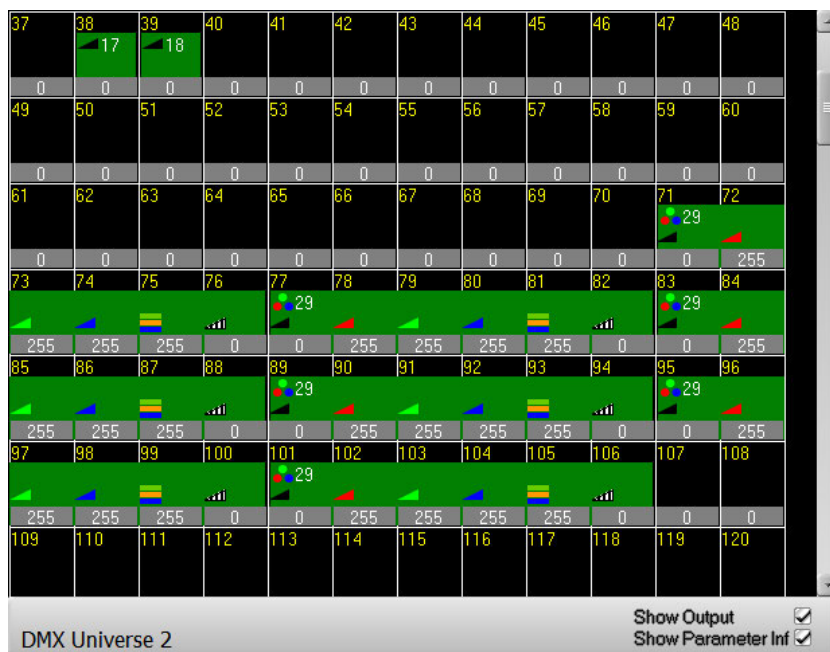 37 38 39 40 41 42 43 44 45 46 47 48
17 18
0 0 0 0 0 0 0 0 0 0 0 0
49 50 51 52 53 54 55 56 57 58 59 60
0 0 0 0 0 0 0 0 0 0 0 0
61 62 63 64 65 66 67 68 69 70 71 72
29
0 0 0 0 0 0 0 0 0 0 0 255
73 74 75 76 77 78 79 80 81 82 83 84
29 29
255 255 255 0 0 255 255 255 255 0 0 255
85 86 87 88 89 90 91 92 93 94 95 96
29 29
255 255 255 0 0 255 255 255 255 0 0 255
97 98 99 100 101 102 103 104 105 106 107 108
29
255 255 255 0 0 255 255 255 255 0 0 0
109 110 111 112 113 114 115 116 117 118 119 120
Show Output
DMX Universe 2
Show Parameter Inf